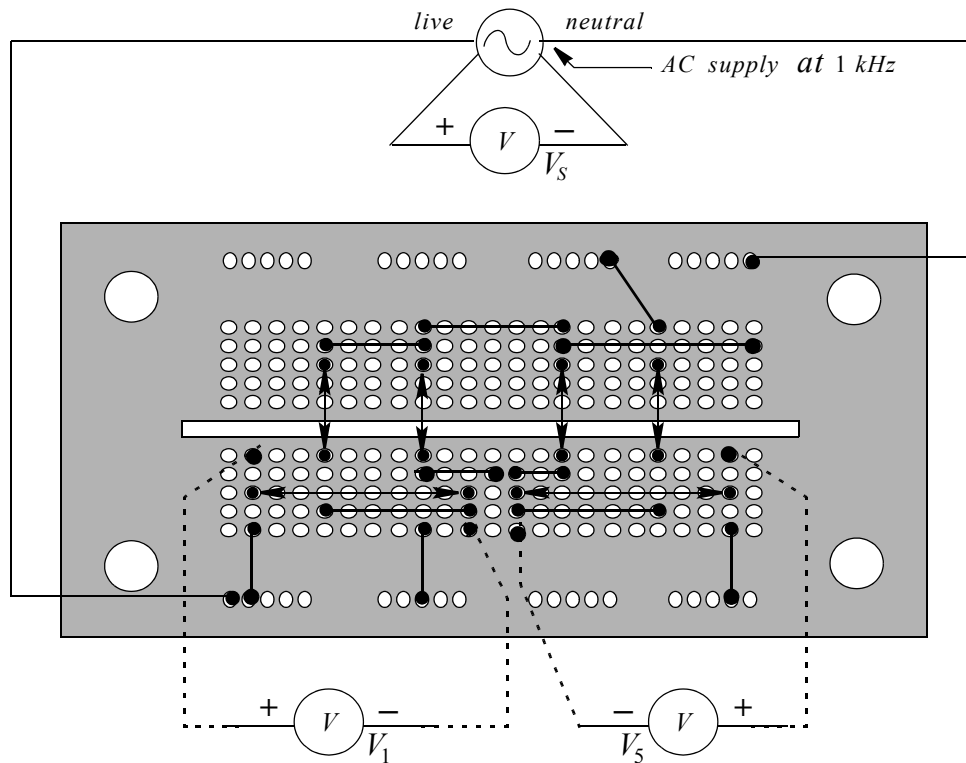 live neutral
AC supply at 1 kHz
+ V −
V_S
+ V −
V_1
− V +
V_5